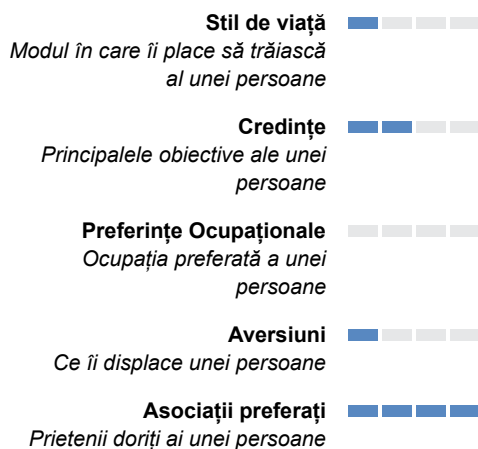 Stil de viață
Modul în care îi place să trăiască
al unei persoane
Credințe
Principalele obiective ale unei
persoane
Preferințe Ocupaționale
Ocupația preferată a unei
persoane
Aversiuni
Ce îi displace unei persoane
Asociații preferați
Prietenii doriți ai unei persoane